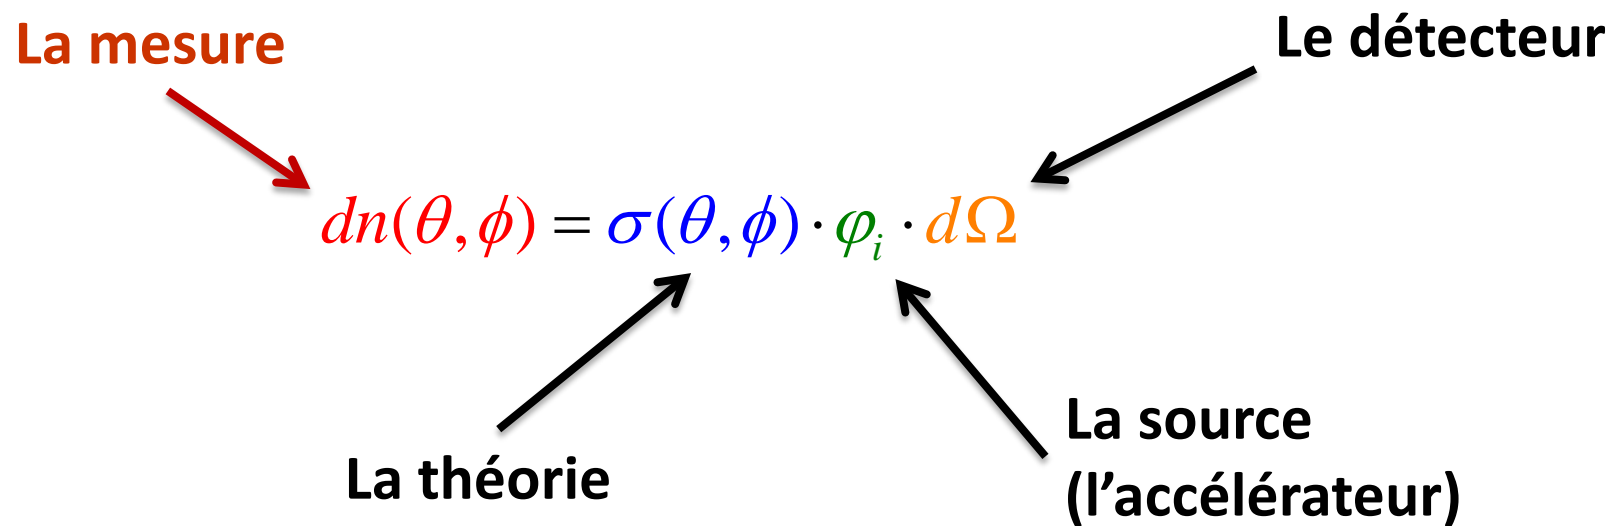 La mesure
Le détecteur
dn(θ,ϕ) = σ(θ,ϕ) · φᵢ · dΩ
La théorie
La source
(l’accélérateur)